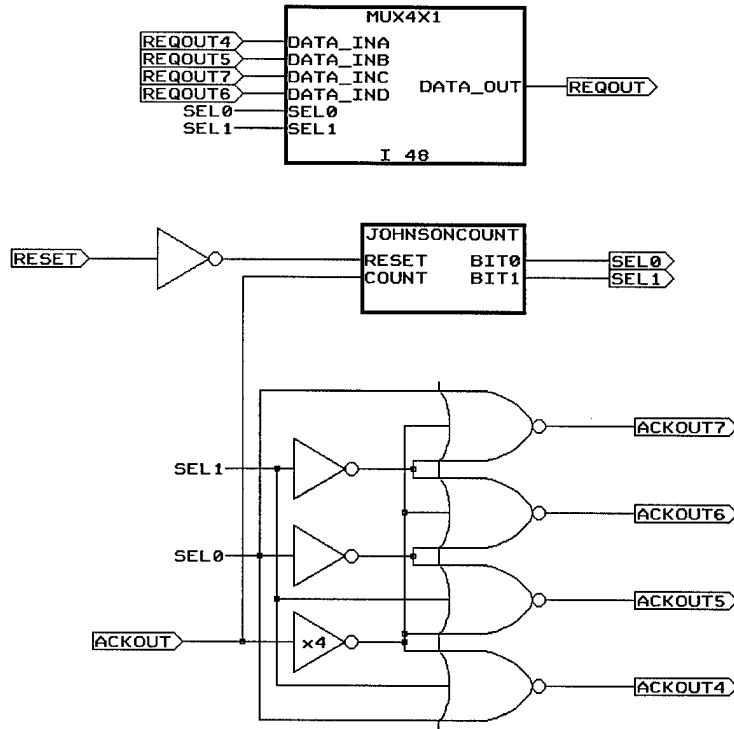 MUX4X1
REQOUT4 DATA_INA
REQOUT5 DATA_INB
REQOUT7 DATA_INC
REQOUT6 DATA_IND DATA_OUT REQOUT
SEL0 SEL0
SEL1 SEL1
I 48
JOHNSONCOUNT
RESET RESET BIT0 SEL0
COUNT BIT1 SEL1
ACKOUT7
SEL1
ACKOUT6
SEL0
ACKOUT5
ACKOUT x4
ACKOUT4